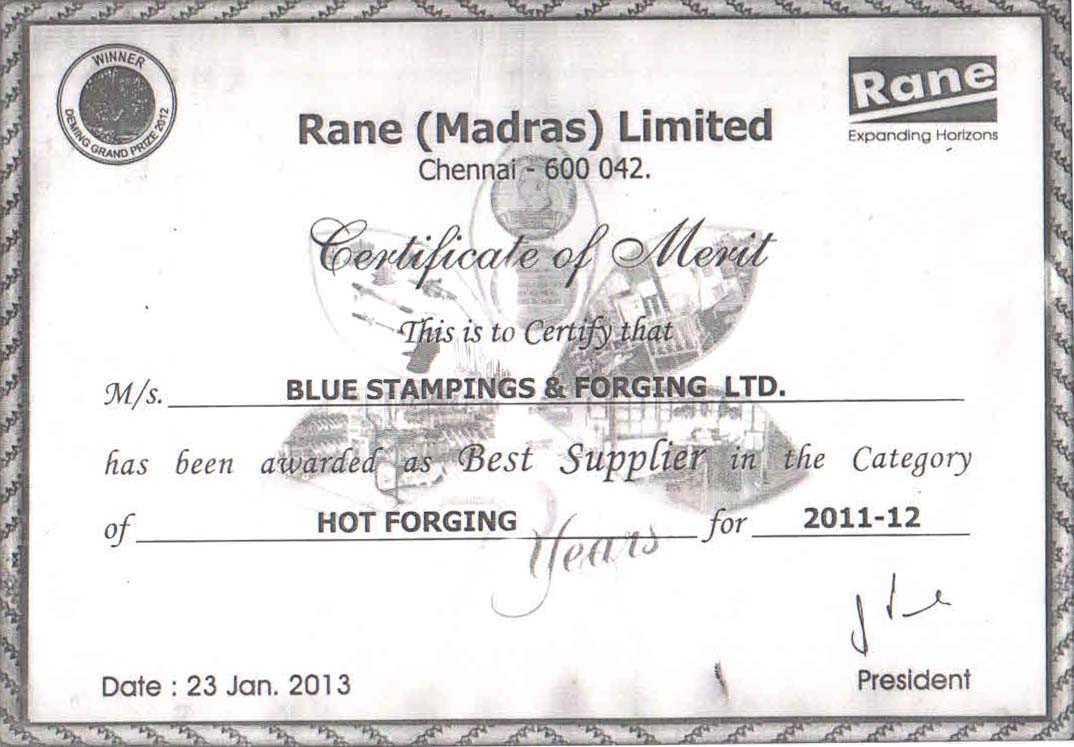 WINNER
DEMING GRAND PRIZE 2012
Rane
Expanding Horizons
Rane (Madras) Limited
Chennai - 600 042.
Certificate of Merit
This is to Certify that
M/s. BLUE STAMPINGS & FORGING LTD.
has been awarded as Best Supplier in the Category
of HOT FORGING for 2011-12
Years
President
Date : 23 Jan. 2013